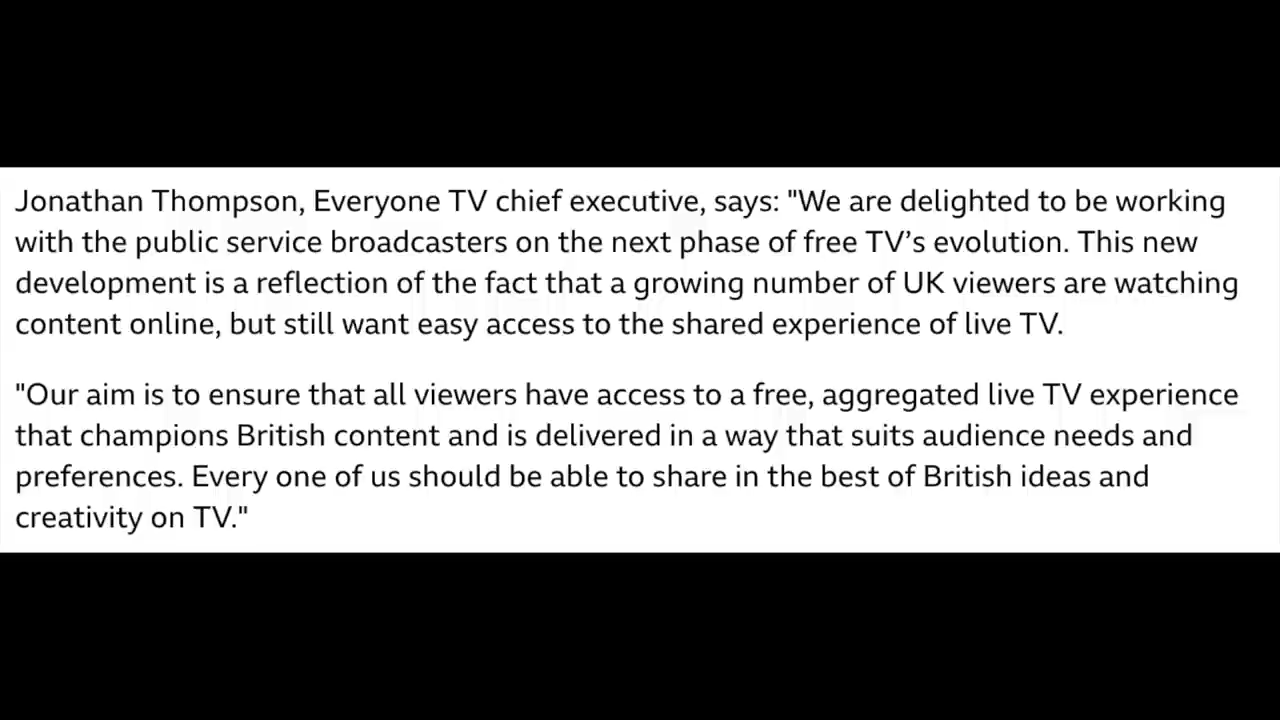 Jonathan Thompson, Everyone TV chief executive, says: "We are delighted to be working
with the public service broadcasters on the next phase of free TV’s evolution. This new
development is a reflection of the fact that a growing number of UK viewers are watching
content online, but still want easy access to the shared experience of live TV.
"Our aim is to ensure that all viewers have access to a free, aggregated live TV experience
that champions British content and is delivered in a way that suits audience needs and
preferences. Every one of us should be able to share in the best of British ideas and
creativity on TV."